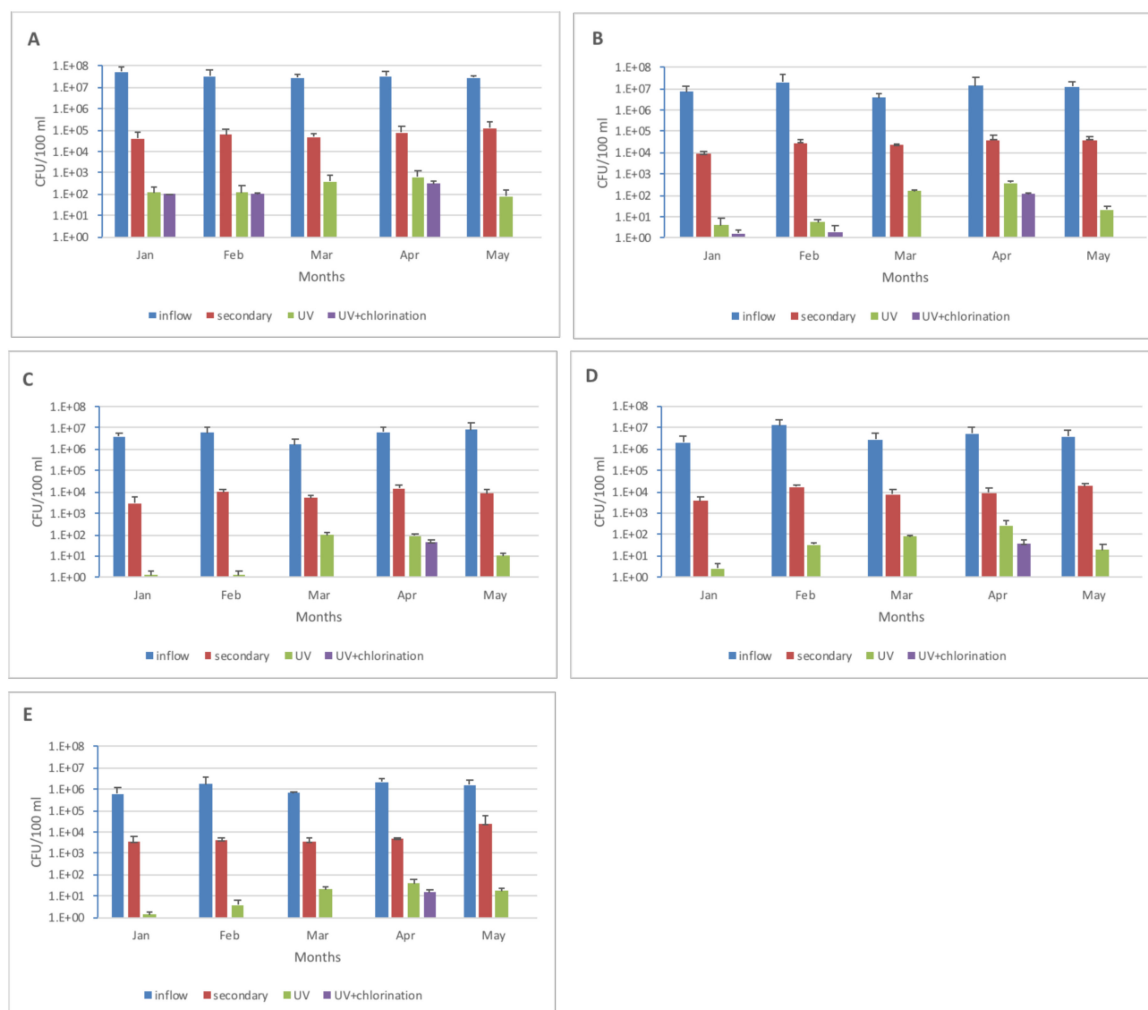 A
CFU/100 ml
1.E+08
1.E+07
1.E+06
1.E+05
1.E+04
1.E+03
1.E+02
1.E+01
1.E+00
Jan Feb Mar Apr May
Months
inflow secondary UV UV+chlorination
B
CFU/100 ml
1.E+08
1.E+07
1.E+06
1.E+05
1.E+04
1.E+03
1.E+02
1.E+01
1.E+00
Jan Feb Mar Apr May
Months
inflow secondary UV UV+chlorination
C
CFU/100 ml
1.E+08
1.E+07
1.E+06
1.E+05
1.E+04
1.E+03
1.E+02
1.E+01
1.E+00
Jan Feb Mar Apr May
Months
inflow secondary UV UV+chlorination
D
CFU/100 ml
1.E+08
1.E+07
1.E+06
1.E+05
1.E+04
1.E+03
1.E+02
1.E+01
1.E+00
Jan Feb Mar Apr May
Months
inflow secondary UV UV+chlorination
E
CFU/100 ml
1.E+08
1.E+07
1.E+06
1.E+05
1.E+04
1.E+03
1.E+02
1.E+01
1.E+00
Jan Feb Mar Apr May
Months
inflow secondary UV UV+chlorination